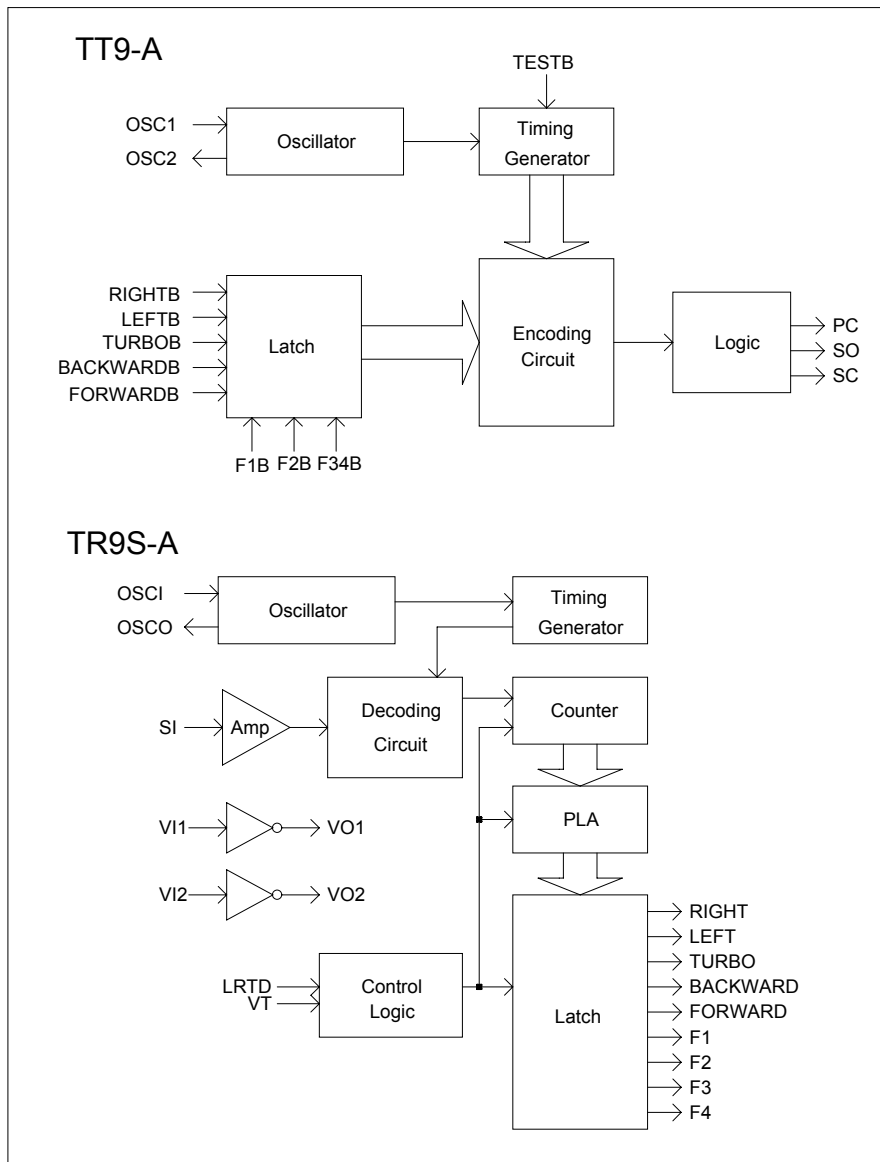 TT9-A
TESTB
OSC1
OSC2
Oscillator
Timing
Generator
RIGHTB
LEFTB
TURBOB
BACKWARDB
FORWARDB
Latch
Encoding
Circuit
Logic
PC
SO
SC
F1B
F2B
F34B
TR9S-A
OSCI
OSCO
Oscillator
Timing
Generator
SI
Amp
Decoding
Circuit
Counter
VI1
VO1
PLA
VI2
VO2
LRTD
VT
Control
Logic
Latch
RIGHT
LEFT
TURBO
BACKWARD
FORWARD
F1
F2
F3
F4